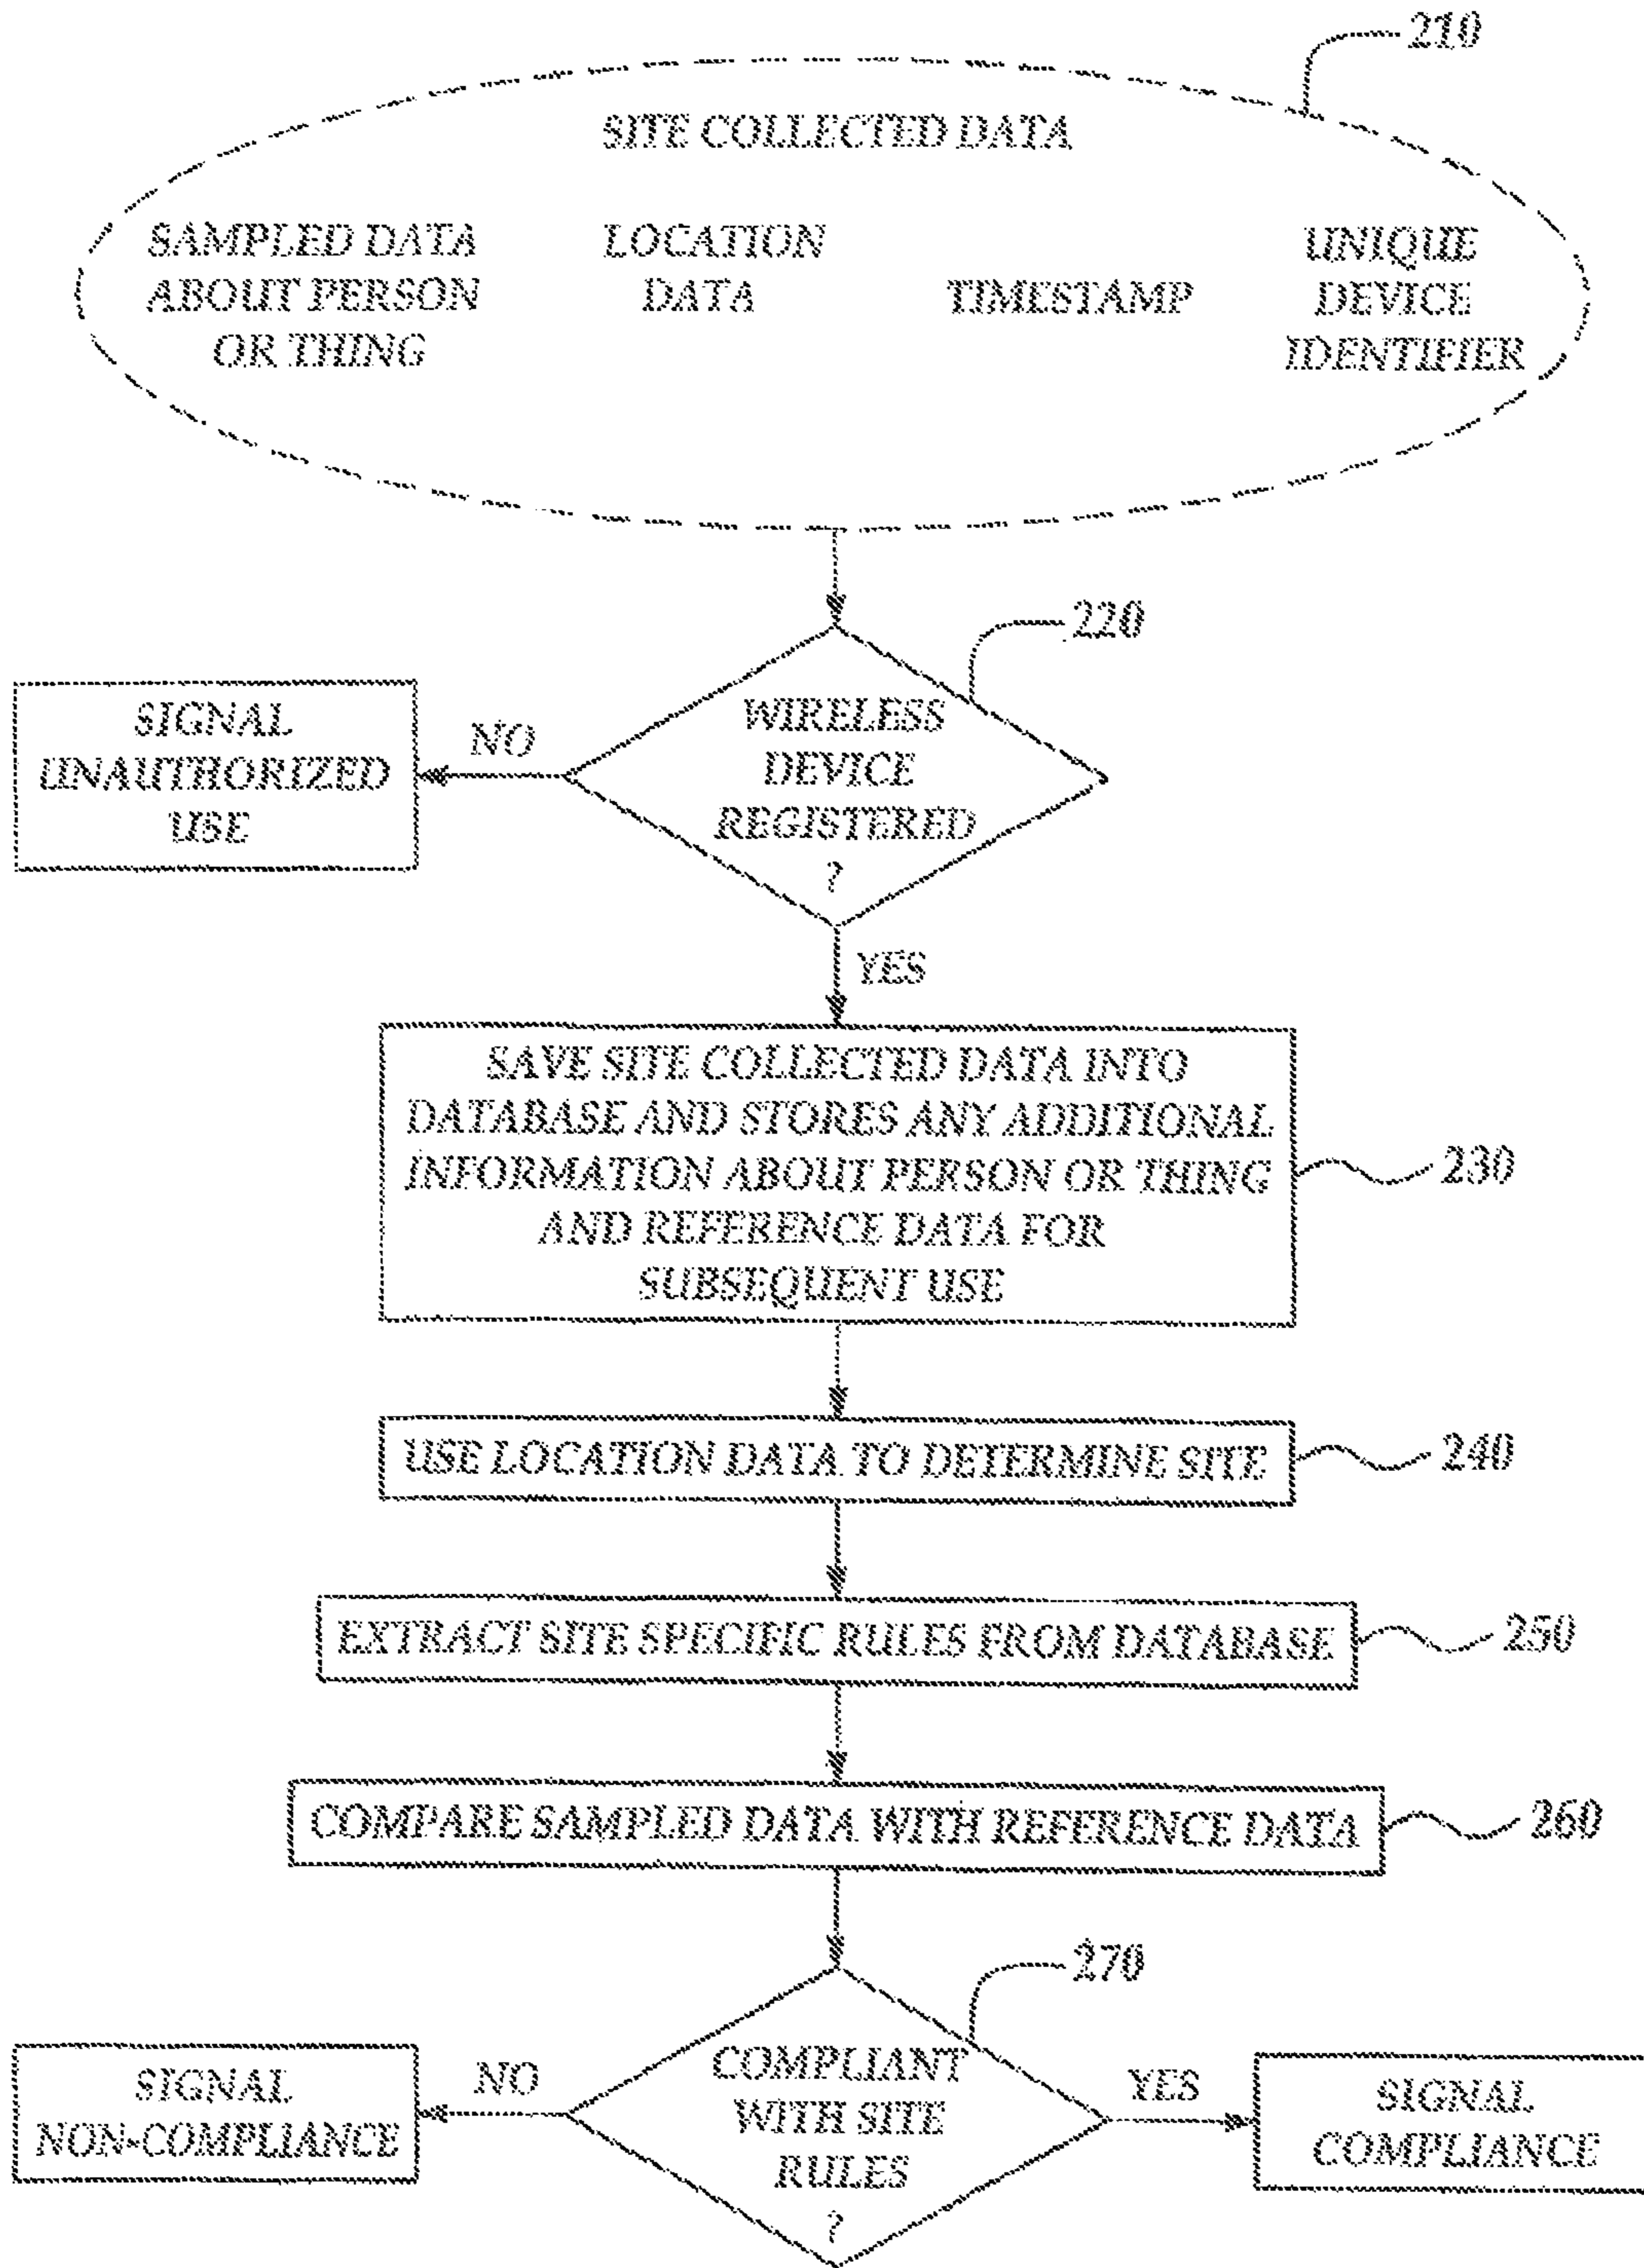 210
SITE COLLECTED DATA
SAMPLED DATA
ABOUT PERSON
OR THING
LOCATION
DATA
TIMESTAMP
UNIQUE
DEVICE
IDENTIFIER
220
WIRELESS
DEVICE
REGISTERED
?
NO
SIGNAL
UNAUTHORIZED
USE
YES
SAVE SITE COLLECTED DATA INTO
DATABASE AND STORES ANY ADDITIONAL
INFORMATION ABOUT PERSON OR THING
AND REFERENCE DATA FOR
SUBSEQUENT USE
230
USE LOCATION DATA TO DETERMINE SITE
240
EXTRACT SITE SPECIFIC RULES FROM DATABASE
250
COMPARE SAMPLED DATA WITH REFERENCE DATA
260
270
COMPLIANT
WITH SITE
RULES
?
NO
SIGNAL
NON-COMPLIANCE
YES
SIGNAL
COMPLIANCE